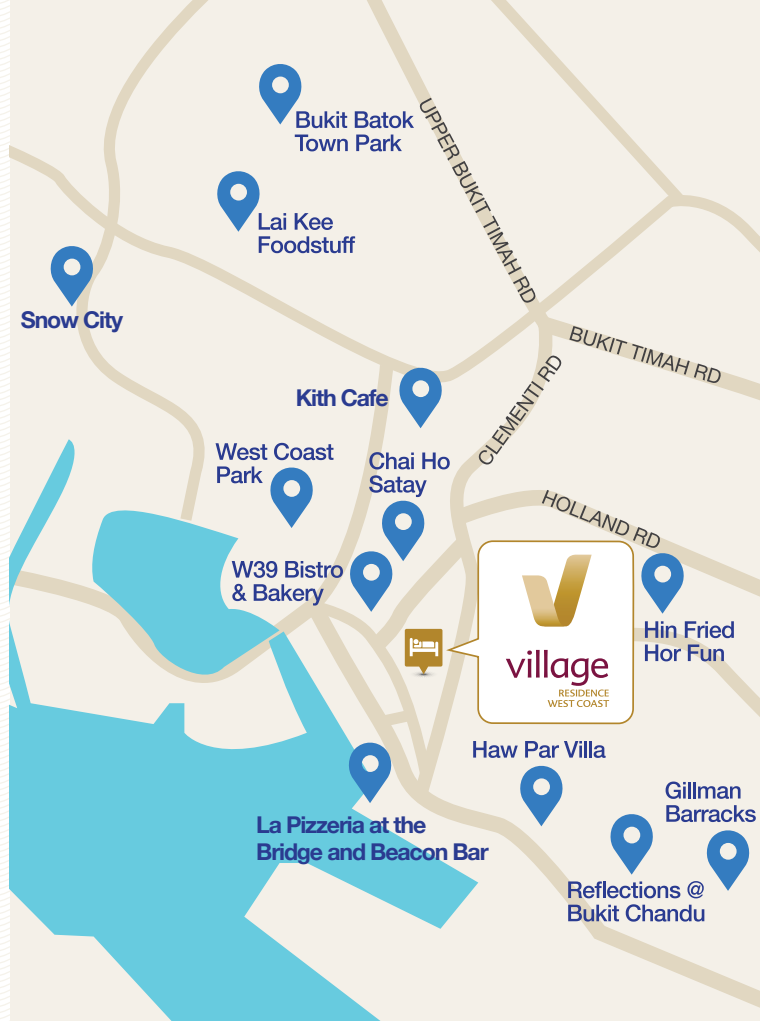 Bukit Batok
Town Park
UPPER BUKIT TIMAH RD
Lai Kee
Foodstuff
Snow City
BUKIT TIMAH RD
Kith Cafe
CLEMENTI RD
West Coast
Park
Chai Ho
Satay
HOLLAND RD
W39 Bistro
& Bakery
village
RESIDENCE
WEST COAST
Hin Fried
Hor Fun
Haw Par Villa
Gillman
Barracks
La Pizzeria at the
Bridge and Beacon Bar
Reflections @
Bukit Chandu